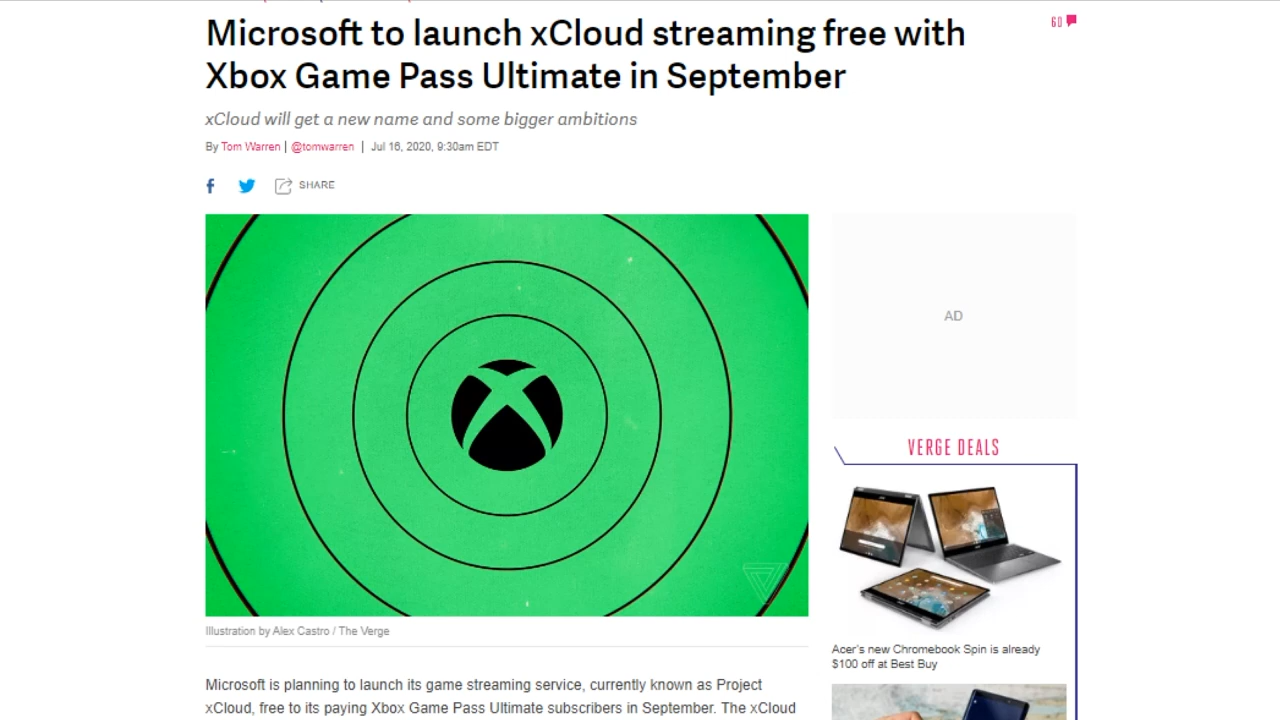 Microsoft to launch xCloud streaming free with
Xbox Game Pass Ultimate in September
60
xCloud will get a new name and some bigger ambitions
By Tom Warren | @tomwarren | Jul 16, 2020, 9:30am EDT
SHARE
AD
VERGE DEALS
Illustration by Alex Castro / The Verge
Acer's new Chromebook Spin is already
$100 off at Best Buy
Microsoft is planning to launch its game streaming service, currently known as Project
xCloud, free to its paying Xbox Game Pass Ultimate subscribers in September. The xCloud